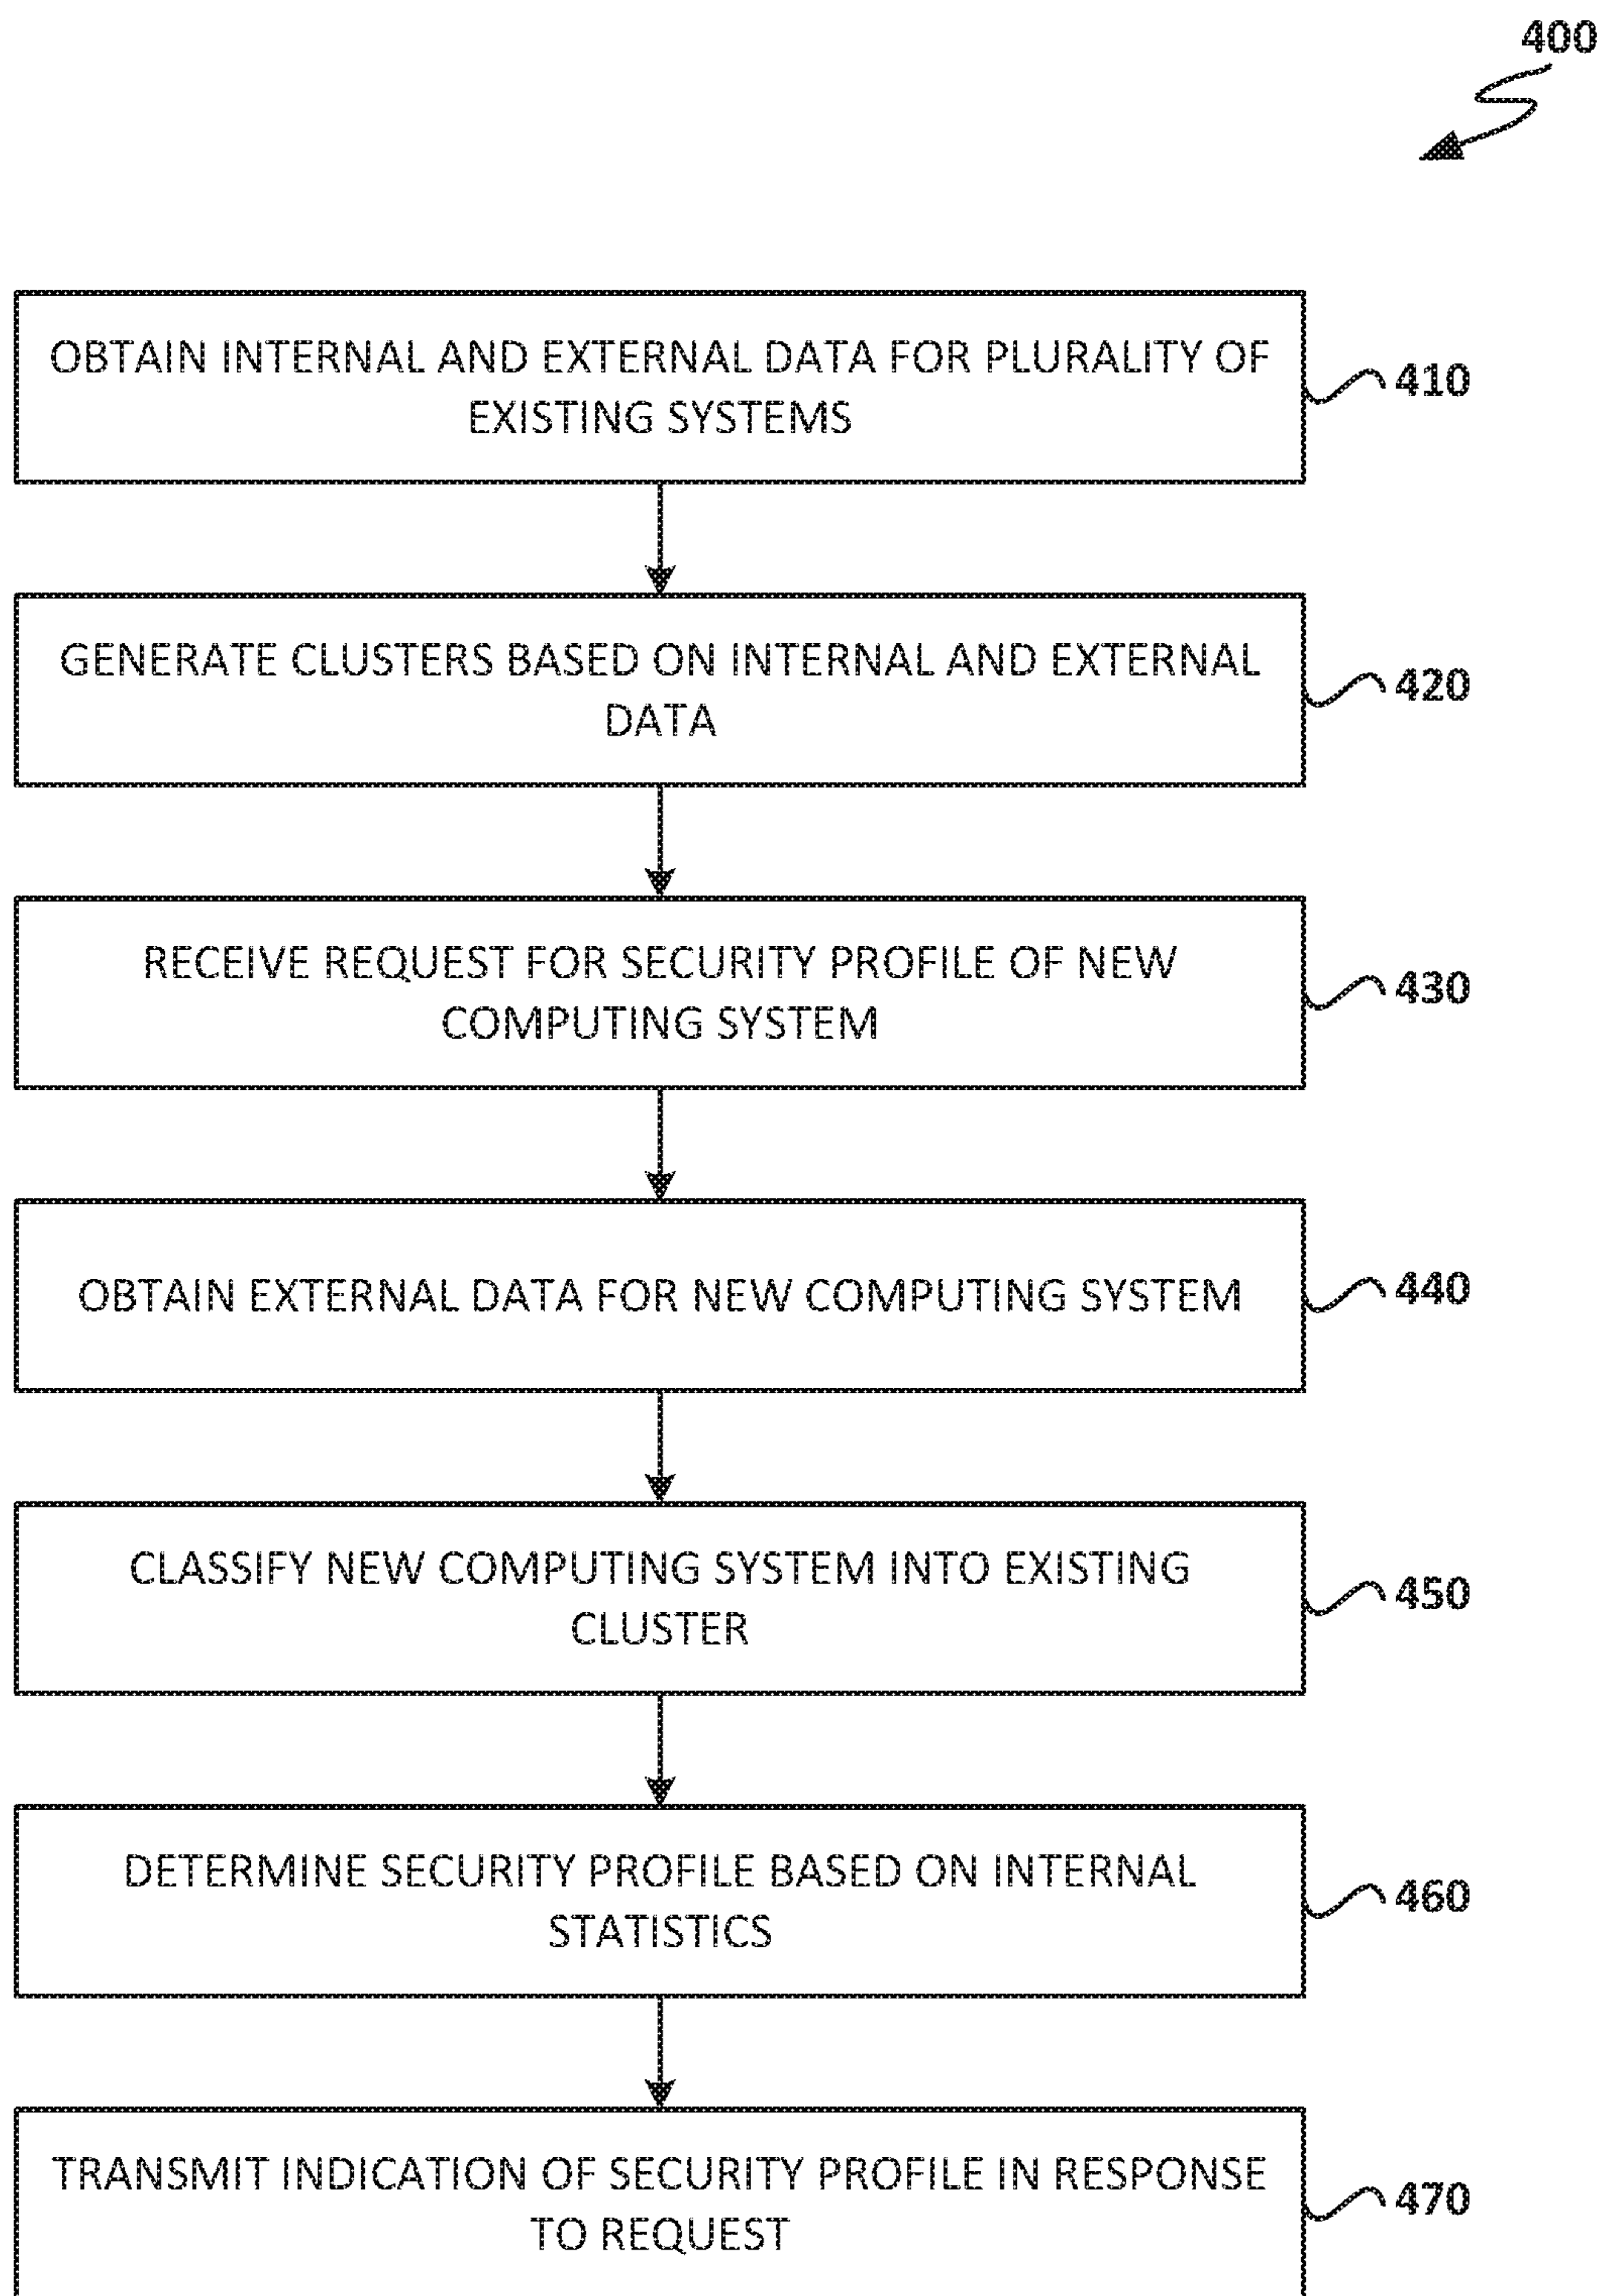 400
OBTAIN INTERNAL AND EXTERNAL DATA FOR PLURALITY OF
EXISTING SYSTEMS
410
GENERATE CLUSTERS BASED ON INTERNAL AND EXTERNAL
DATA
420
RECEIVE REQUEST FOR SECURITY PROFILE OF NEW
COMPUTING SYSTEM
430
OBTAIN EXTERNAL DATA FOR NEW COMPUTING SYSTEM
440
CLASSIFY NEW COMPUTING SYSTEM INTO EXISTING
CLUSTER
450
DETERMINE SECURITY PROFILE BASED ON INTERNAL
STATISTICS
460
TRANSMIT INDICATION OF SECURITY PROFILE IN RESPONSE
TO REQUEST
470